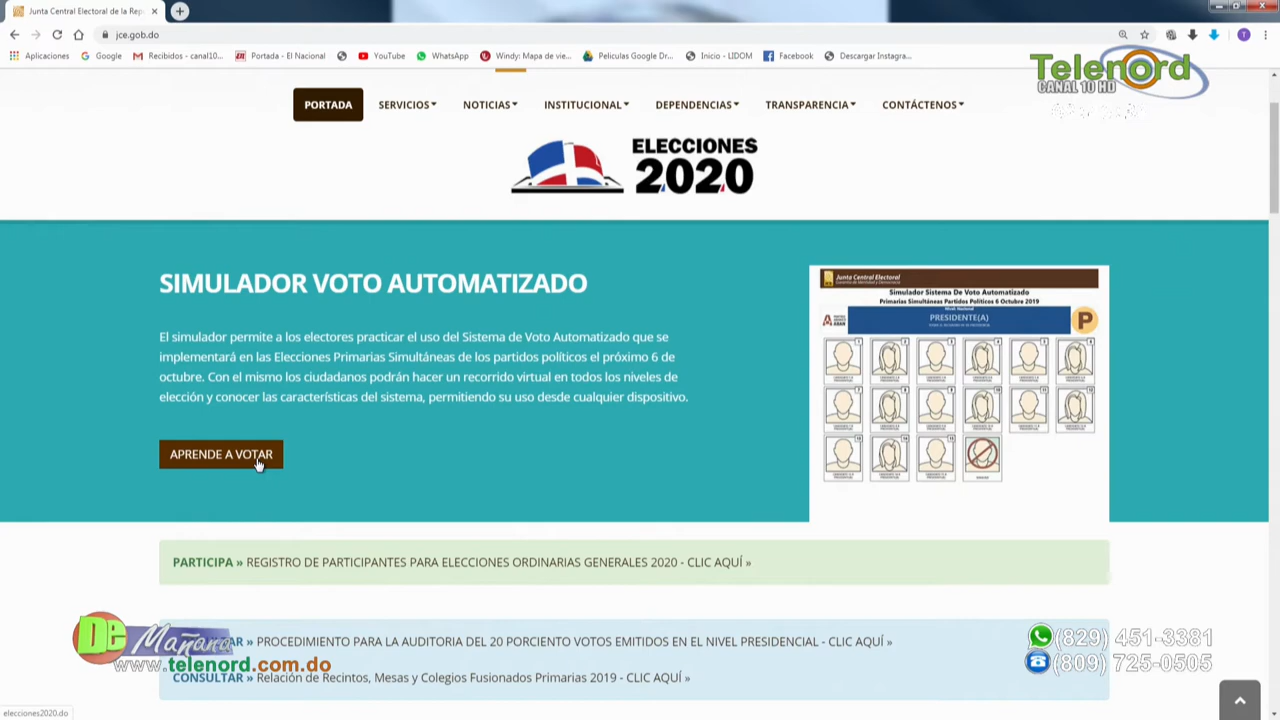 Junta Central Electoral de la Rep
jce.gob.do
Aplicaciones
Google
Recibidos - canal10...
Portada - El Nacional
YouTube
WhatsApp
Windy: Mapa de vie...
Peliculas Google Dr...
Inicio - LIDOM
Facebook
Descargar Instagra...
Telenord
CANAL 10 HD
PORTADA
SERVICIOS
NOTICIAS
INSTITUCIONAL
DEPENDENCIAS
TRANSPARENCIA
CONTÁCTENOS
ELECCIONES
2020
SIMULADOR VOTO AUTOMATIZADO
El simulador permite a los electores practicar el uso del Sistema de Voto Automatizado que se
implementará en las Elecciones Primarias Simultáneas de los partidos políticos el próximo 6 de
octubre. Con el mismo los ciudadanos podrán hacer un recorrido virtual en todos los niveles de
elección y conocer las características del sistema, permitiendo su uso desde cualquier dispositivo.
APRENDE A VOTAR
Junta Central Electoral
Simulador Sistema De Voto Automatizado
Primarias Simultáneas Partidos Políticos 6 Octubre 2019
PRESIDENTE(A)
P
PARTICIPA » REGISTRO DE PARTICIPANTES PARA ELECCIONES ORDINARIAS GENERALES 2020 - CLIC AQUÍ »
AR » PROCEDIMIENTO PARA LA AUDITORIA DEL 20 PORCIENTO VOTOS EMITIDOS EN EL NIVEL PRESIDENCIAL - CLIC AQUÍ »
CONSULTAR » Relación de Recintos, Mesas y Colegios Fusionados Primarias 2019 - CLIC AQUÍ »
De Mañana
www.telenord.com.do
(829) 451-3381
(809) 725-0505
elecciones2020.do